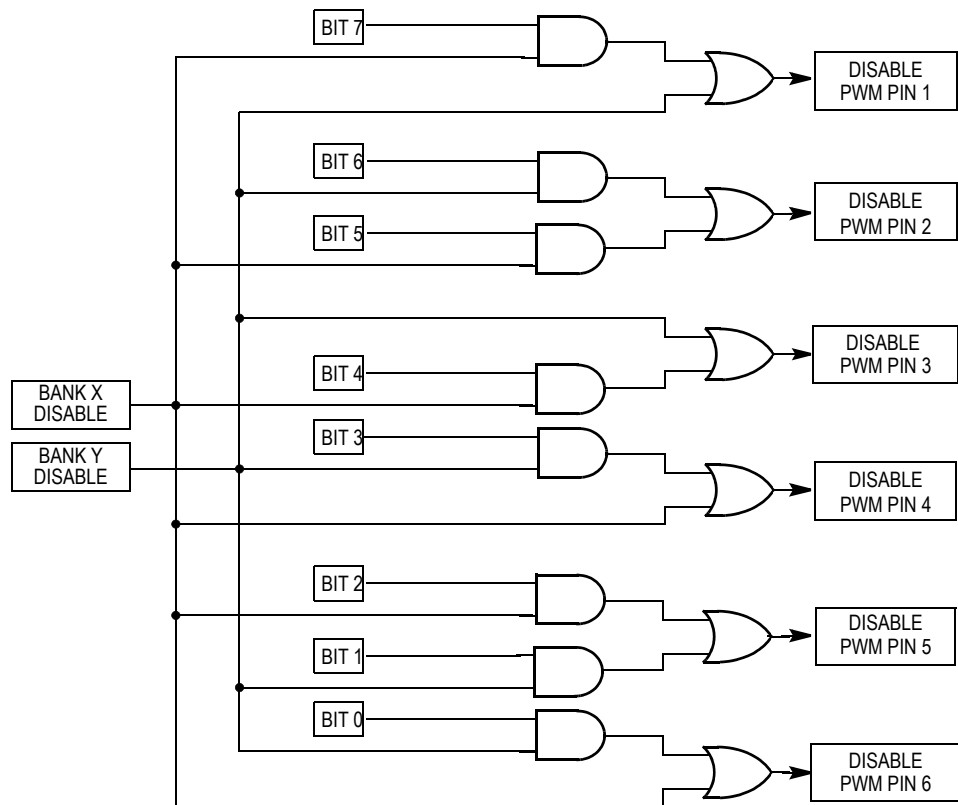 BIT 7
DISABLE
PWM PIN 1
BIT 6
DISABLE
PWM PIN 2
BIT 5
DISABLE
PWM PIN 3
BIT 4
BANK X
DISABLE
BIT 3
BANK Y
DISABLE
DISABLE
PWM PIN 4
BIT 2
DISABLE
PWM PIN 5
BIT 1
BIT 0
DISABLE
PWM PIN 6